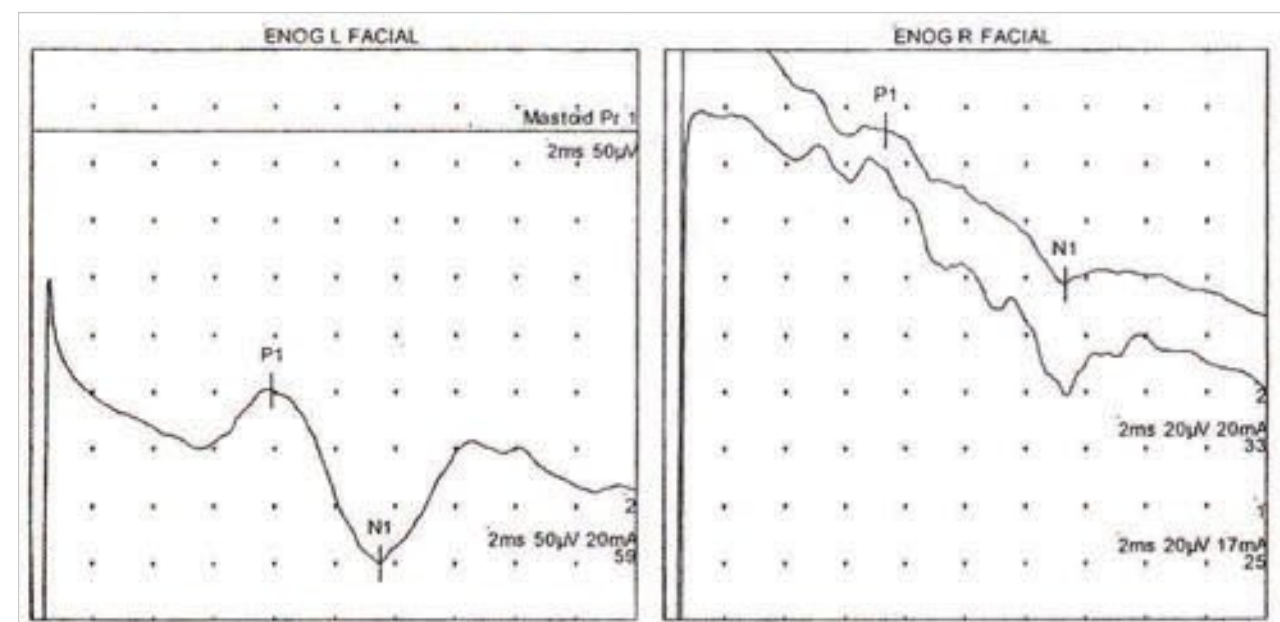 ENOG L FACIAL
Mastoid Pr 1
2ms 50µV
P1
N1
2
2ms 50µV 20mA
59
ENOG R FACIAL
P1
N1
2
2ms 20µV 20mA
33
1
2ms 20µV 17mA
25